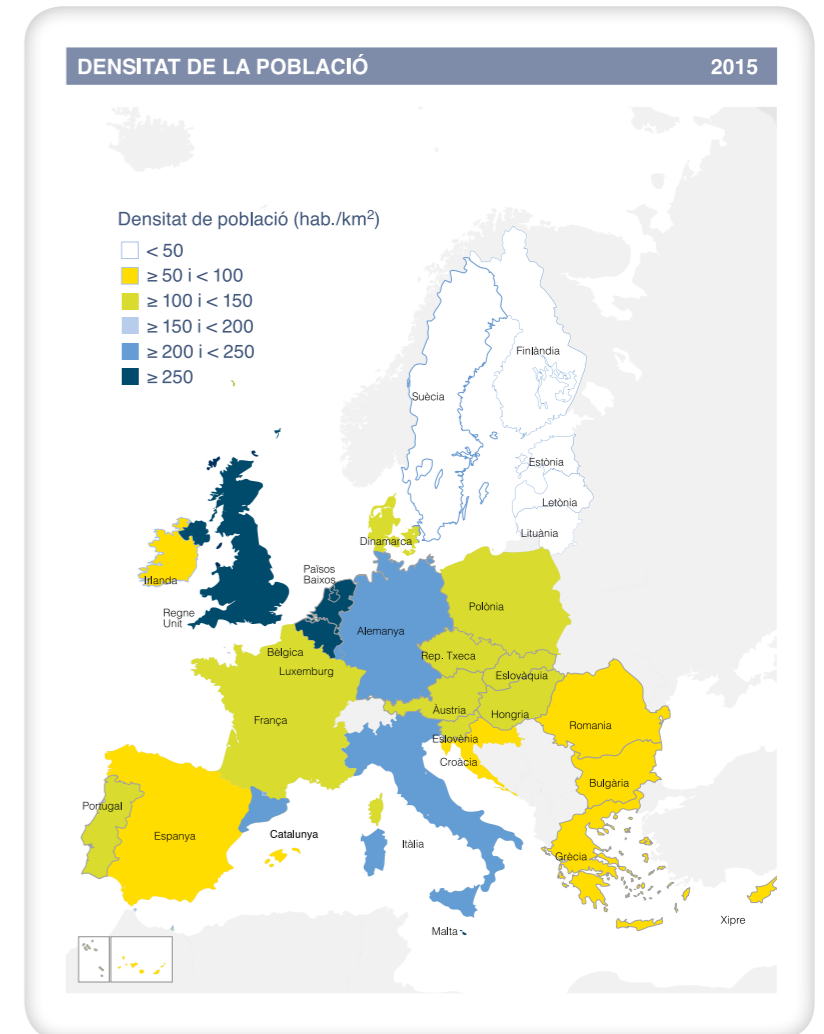 DENSITAT DE LA POBLACIÓ 2015
Densitat de població (hab./km²)
< 50
≥ 50 i < 100
≥ 100 i < 150
≥ 150 i < 200
≥ 200 i < 250
≥ 250
Finlàndia
Suècia
Estònia
Letònia
Lituània
Dinamarca
Països
Baixos
Irlanda
Polònia
Regne
Unit
Alemanya
Bèlgica
Rep. Txeca
Luxemburg
Eslovàquia
Àustria
Hongria
França
Romania
Eslovènia
Croàcia
Bulgària
Portugal
Espanya
Catalunya
Itàlia
Grècia
Xipre
Malta